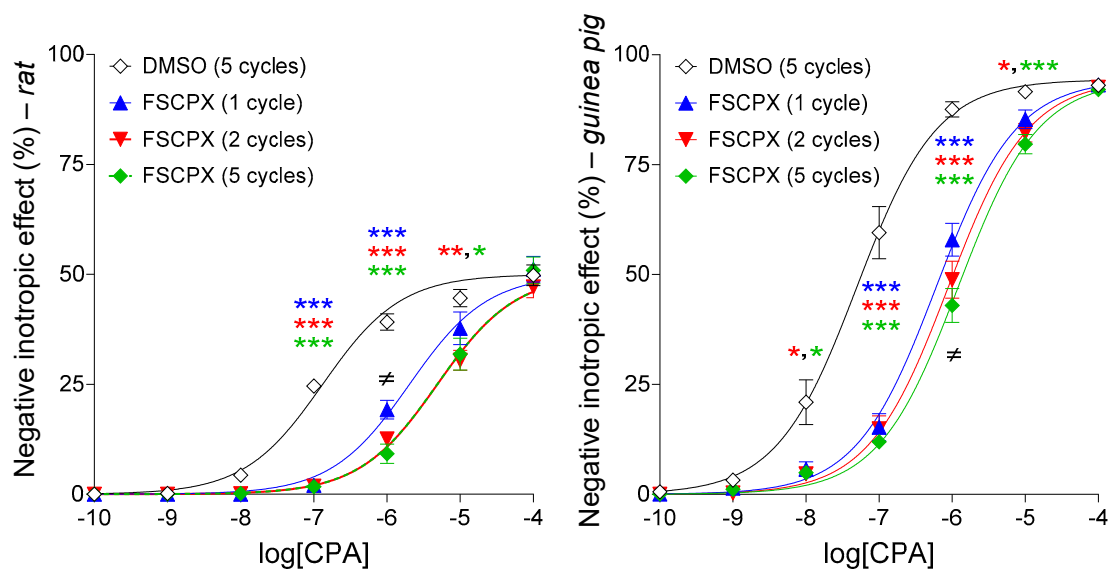 Negative inotropic effect (%) – rat
100
75
50
25
0
DMSO (5 cycles)
FSCPX (1 cycle)
FSCPX (2 cycles)
FSCPX (5 cycles)
***
***
***
***
***
***
**,*
≠
-10 -9 -8 -7 -6 -5 -4
log[CPA]
Negative inotropic effect (%) – guinea pig
100
75
50
25
0
DMSO (5 cycles)
FSCPX (1 cycle)
FSCPX (2 cycles)
FSCPX (5 cycles)
*,***
***
***
***
***
***
***
*,*
≠
-10 -9 -8 -7 -6 -5 -4
log[CPA]